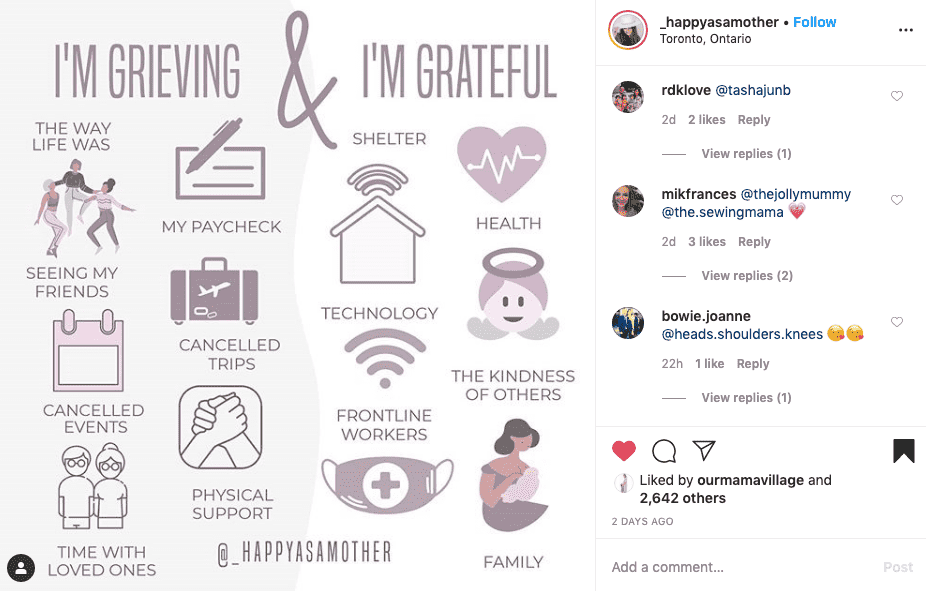 I'M GRIEVING
&
I'M GRATEFUL
THE WAY
LIFE WAS
MY PAYCHECK
SEEING MY
FRIENDS
CANCELLED
TRIPS
CANCELLED
EVENTS
PHYSICAL
SUPPORT
TIME WITH
LOVED ONES
SHELTER
HEALTH
TECHNOLOGY
THE KINDNESS
OF OTHERS
FRONTLINE
WORKERS
FAMILY
@_HAPPYASAMOTHER
_happyasamother • Follow
Toronto, Ontario
rdklove @tashajunb
2d 2 likes Reply
View replies (1)
mikfrances @thejollymummy
@the.sewingmama 💗
2d 3 likes Reply
View replies (2)
bowie.joanne
@heads.shoulders.knees 😘😘
22h 1 like Reply
View replies (1)
Liked by ourmamavillage and
2,642 others
2 DAYS AGO
Add a comment... Post